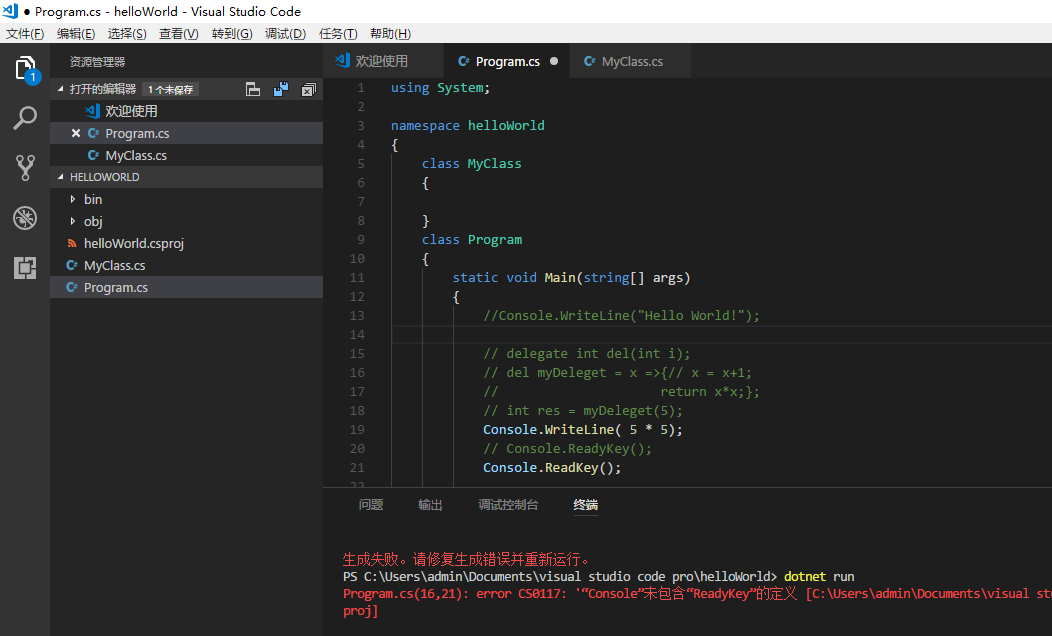 ● Program.cs - helloWorld - Visual Studio Code
文件(F) 编辑(E) 选择(S) 查看(V) 转到(G) 调试(D) 任务(T) 帮助(H)
资源管理器
打开的编辑器 1 个未保存
欢迎使用
Program.cs
MyClass.cs
HELLOWORLD
bin
obj
helloWorld.csproj
MyClass.cs
Program.cs
1
欢迎使用 Program.cs ● MyClass.cs
1 using System;
2
3 namespace helloWorld
4 {
5 class MyClass
6 {
7
8 }
9 class Program
10 {
11 static void Main(string[] args)
12 {
13 //Console.WriteLine("Hello World!");
14
15 // delegate int del(int i);
16 // del myDeleget = x =>{// x = x+1;
17 // return x*x;};
18 // int res = myDeleget(5);
19 Console.WriteLine( 5 * 5);
20 // Console.ReadyKey();
21 Console.ReadKey();
22
问题 输出 调试控制台 终端
生成失败。请修复生成错误并重新运行。
PS C:\Users\admin\Documents\visual studio code pro\helloWorld> dotnet run
Program.cs(16,21): error CS0117: '“Console”未包含“ReadyKey”的定义 [C:\Users\admin\Documents\visual stu
proj]